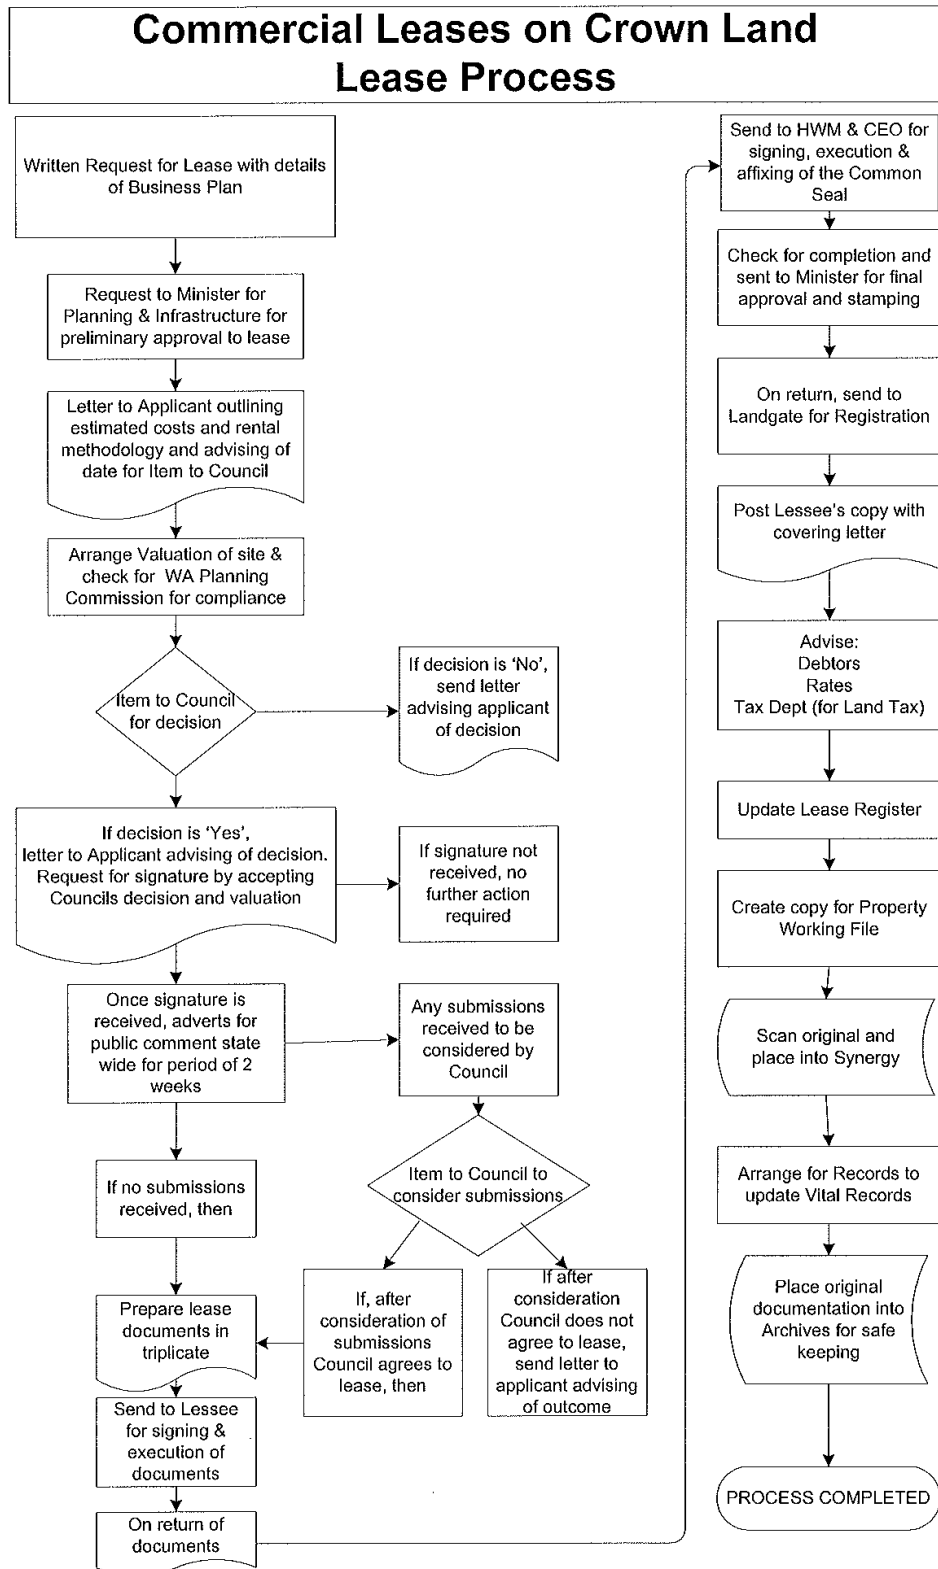 Commercial Leases on Crown Land
Lease Process
Written Request for Lease with details
of Business Plan
Request to Minister for
Planning & Infrastructure for
preliminary approval to lease
Letter to Applicant outlining
estimated costs and rental
methodology and advising of
date for Item to Council
Arrange Valuation of site &
check for WA Planning
Commission for compliance
Item to Council
for decision
If decision is 'No',
send letter
advising applicant
of decision
If decision is 'Yes',
letter to Applicant advising of decision.
Request for signature by accepting
Councils decision and valuation
If signature not
received, no
further action
required
Once signature is
received, adverts for
public comment state
wide for period of 2
weeks
Any submissions
received to be
considered by
Council
If no submissions
received, then
Item to Council to
consider submissions
If, after
consideration of
submissions
Council agrees to
lease, then
If after
consideration
Council does not
agree to lease,
send letter to
applicant advising
of outcome
Prepare lease
documents in
triplicate
Send to Lessee
for signing &
execution of
documents
On return of
documents
Send to HWM & CEO for
signing, execution &
affixing of the Common
Seal
Check for completion and
sent to Minister for final
approval and stamping
On return, send to
Landgate for Registration
Post Lessee's copy with
covering letter
Advise:
Debtors
Rates
Tax Dept (for Land Tax)
Update Lease Register
Create copy for Property
Working File
Scan original and
place into Synergy
Arrange for Records to
update Vital Records
Place original
documentation into
Archives for safe
keeping
PROCESS COMPLETED